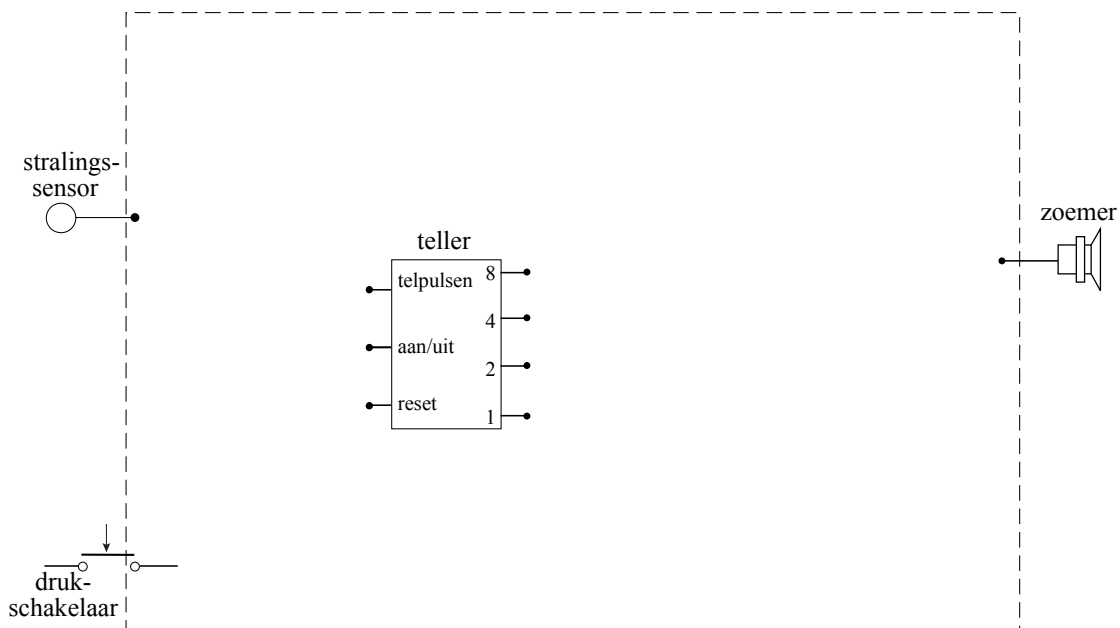 stralings-
sensor
zoemer
teller
telpulsen 8
4
aan/uit
2
reset
1
druk-
schakelaar